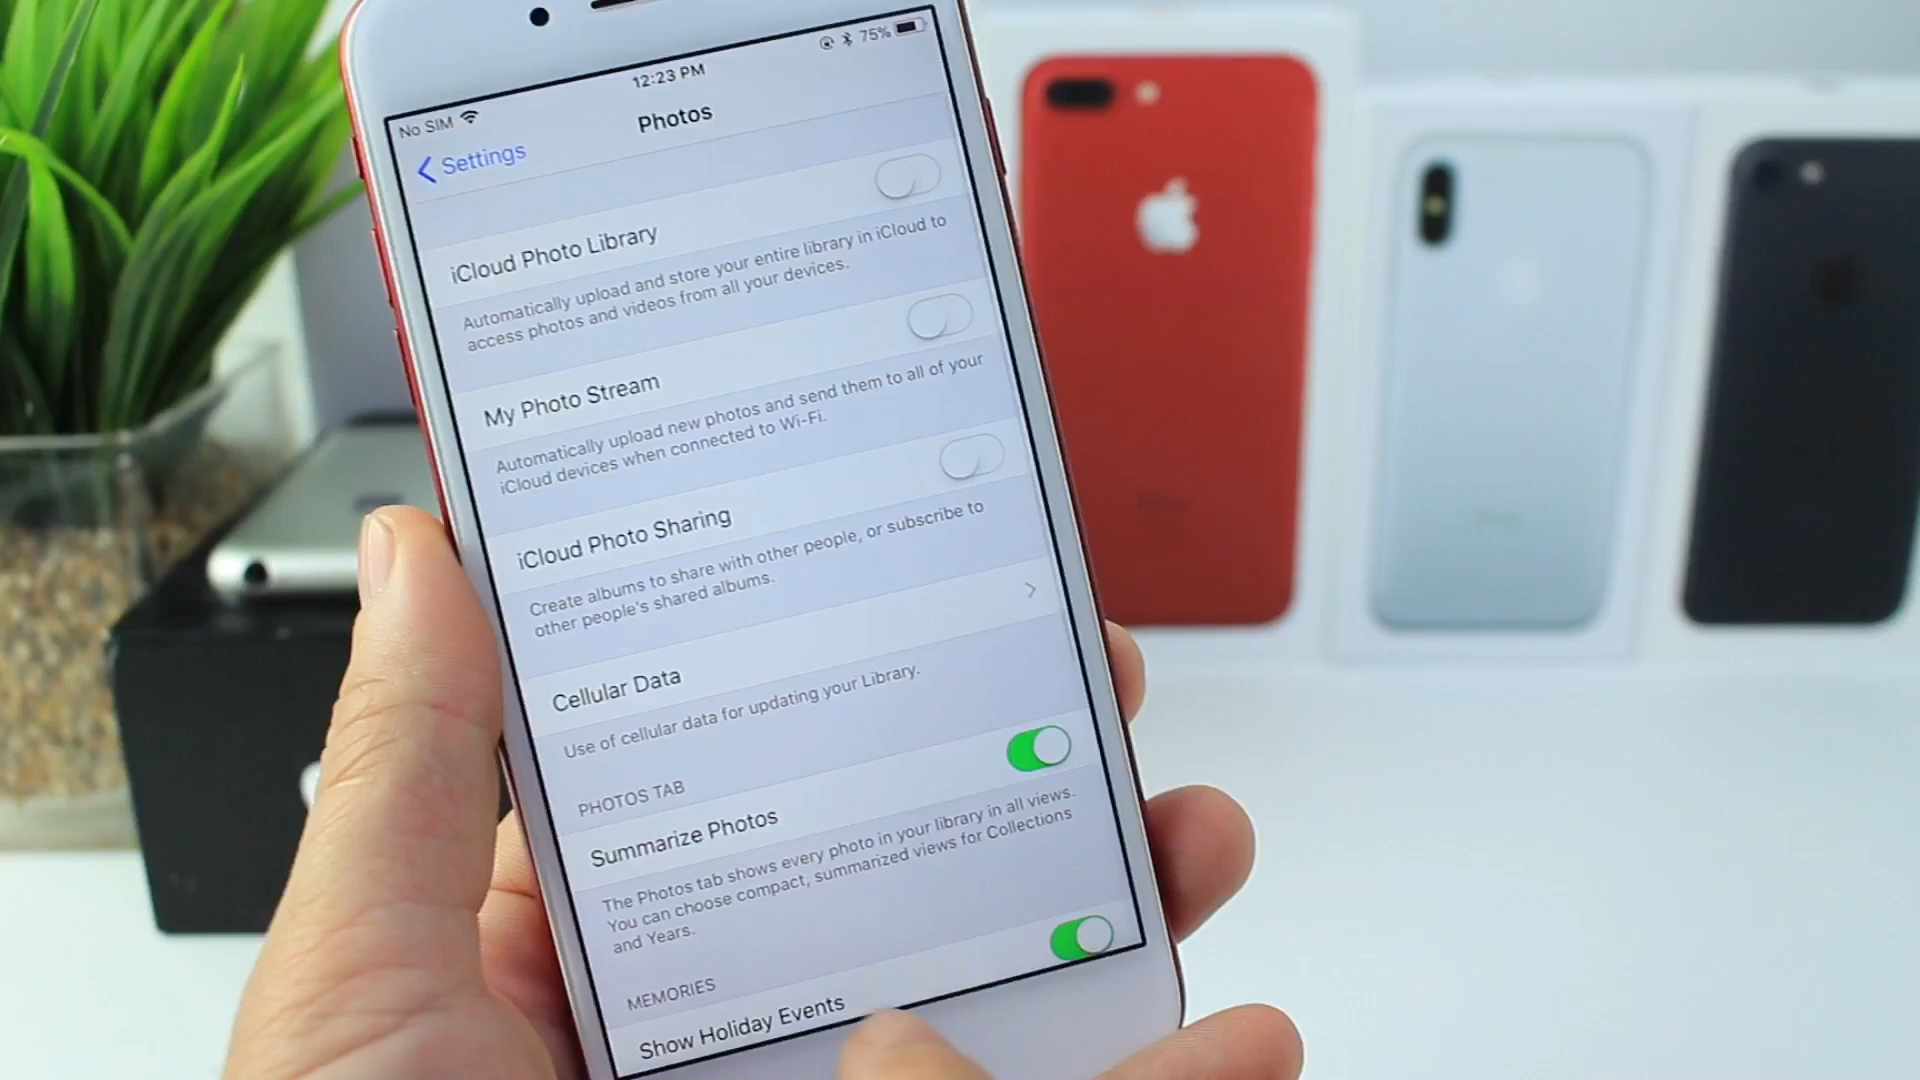 75%
12:23 PM
No SIM
Photos
Settings
iCloud Photo Library
Automatically upload and store your entire library in iCloud to
access photos and videos from all your devices.
My Photo Stream
Automatically upload new photos and send them to all of your
iCloud devices when connected to Wi-Fi.
iCloud Photo Sharing
Create albums to share with other people, or subscribe to
other people's shared albums.
Cellular Data
Use of cellular data for updating your Library.
PHOTOS TAB
Summarize Photos
The Photos tab shows every photo in your library in all views.
You can choose compact, summarized views for Collections
and Years.
MEMORIES
Show Holiday Events